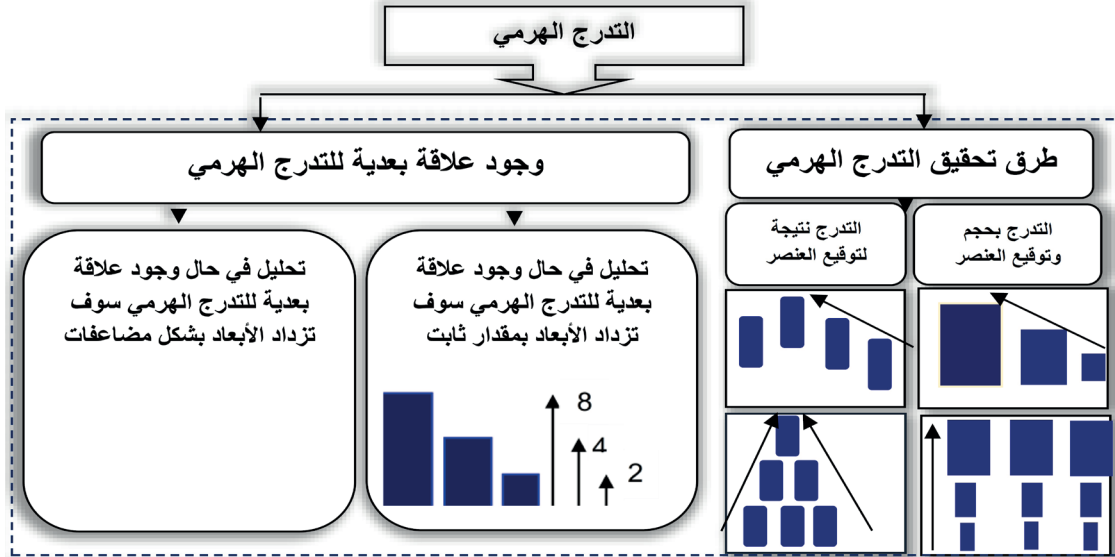 التدرج الهرمي
طرق تحقيق التدرج الهرمي
وجود علاقة بعدية للتدرج الهرمي
التدرج بحجم
وتوقيع العنصر
التدرج نتيجة
لتوقيع العنصر
تحليل في حال وجود علاقة
بعدية للتدرج الهرمي سوف
تزداد الأبعاد بمقدار ثابت
8
4
2
تحليل في حال وجود علاقة
بعدية للتدرج الهرمي سوف
تزداد الأبعاد بشكل مضاعفات